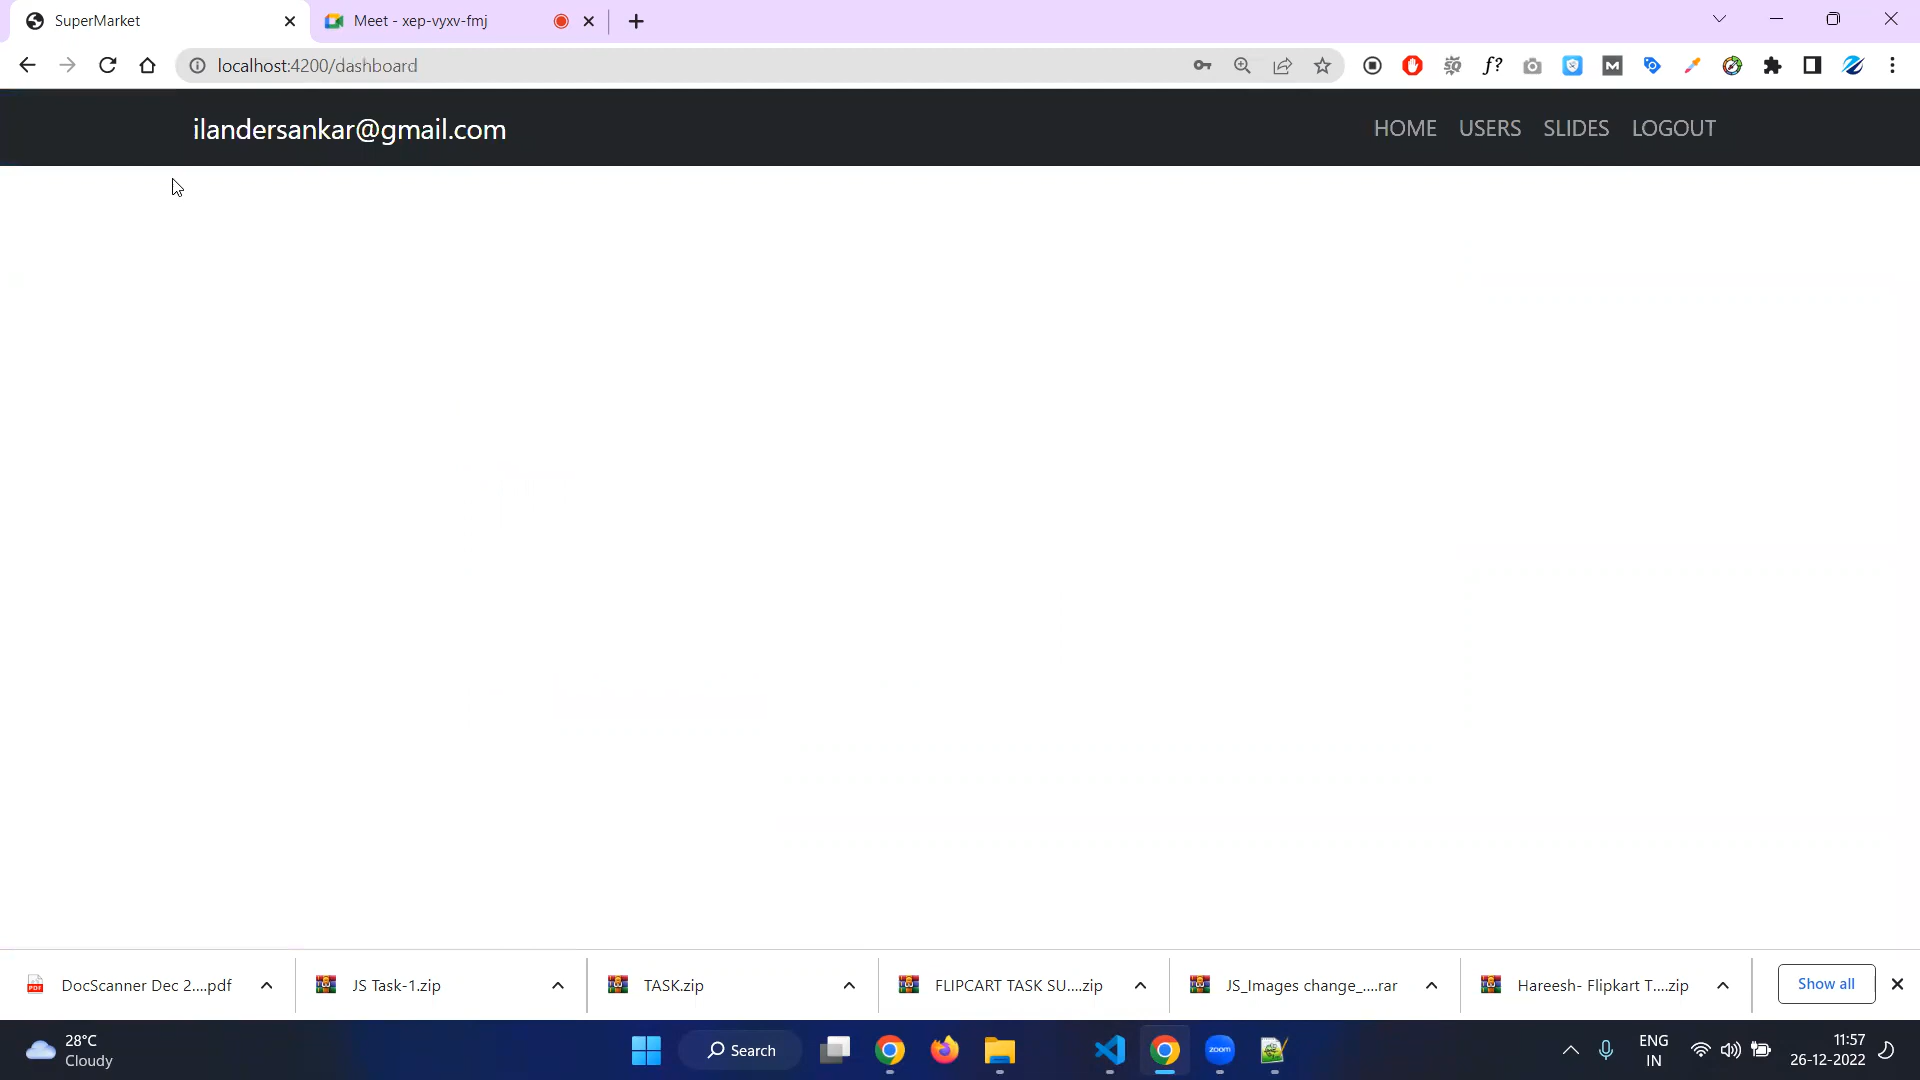 SuperMarket
Meet - xep-vyxv-fmj
localhost:4200/dashboard
f?
M
ilandersankar@gmail.com
HOME USERS SLIDES LOGOUT
DocScanner Dec 2....pdf
JS Task-1.zip
TASK.zip
FLIPCART TASK SU....zip
JS_Images change_....rar
Hareesh- Flipkart T....zip
Show all
28°C
Cloudy
Search
zoom
ENG
IN
11:57
26-12-2022